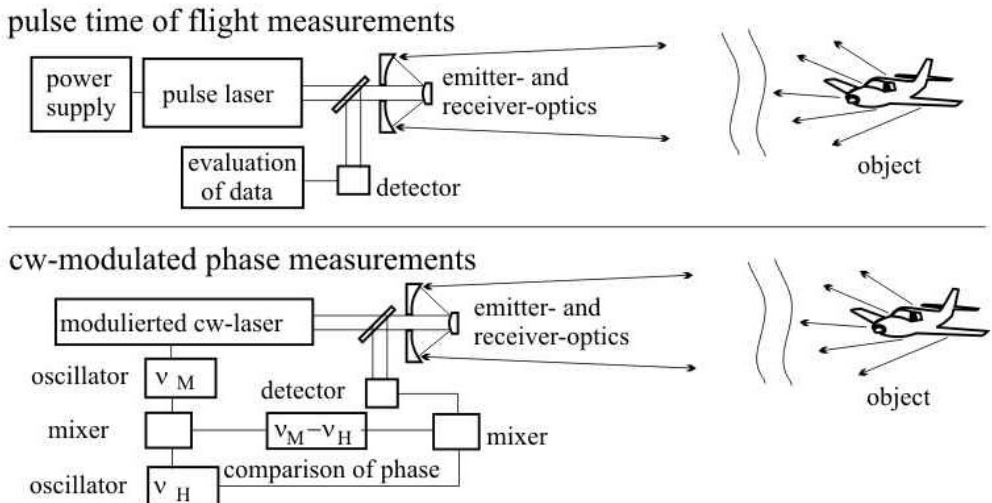 pulse time of flight measurements
power
supply
pulse laser
emitter- and
receiver-optics
evaluation
of data
detector
object
cw-modulated phase measurements
modulierted cw-laser
emitter- and
receiver-optics
oscillator
ν M
detector
mixer
νM–νH
mixer
object
comparison of phase
oscillator
ν H